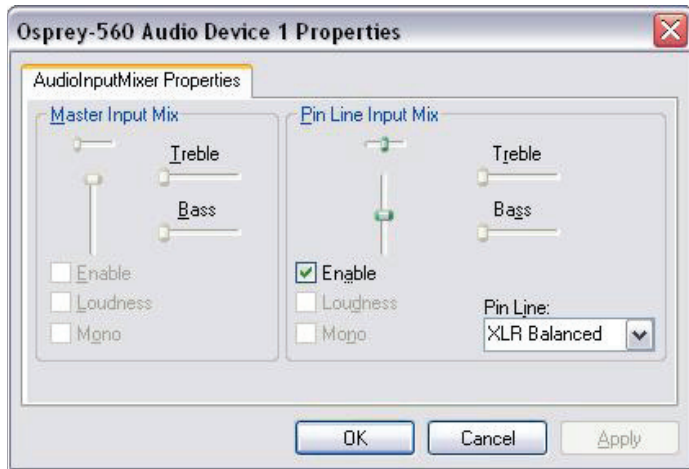 Osprey-560 Audio Device 1 Properties
AudioInputMixer Properties
Master Input Mix
Treble
Bass
Enable
Loudness
Mono
Pin Line Input Mix
Treble
Bass
Enable
Loudness
Mono
Pin Line:
XLR Balanced
OK
Cancel
Apply